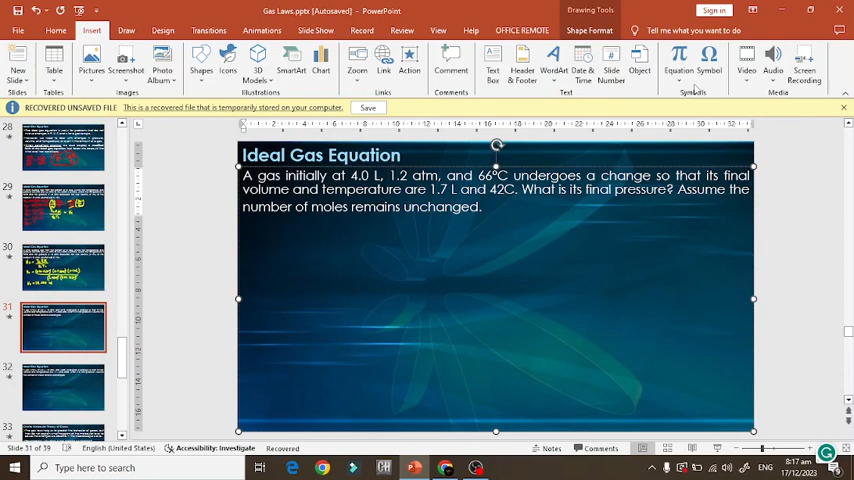 Gas Laws.pptx [Autosaved] - PowerPoint
Drawing Tools
Sign in
File
Home
Insert
Draw
Design
Transitions
Animations
Slide Show
Record
Review
View
OFFICE REMOTE
Shape Format
Tell me what you want to do
New Slide
Table
Pictures
Screenshot
Photo Album
Shapes
Icons
3D Models
SmartArt
Chart
Zoom
Link
Action
Comment
Text Box
Header & Footer
WordArt
Date & Time
Slide Number
Object
Equation
Symbol
Video
Audio
Screen Recording
Slides
Tables
Images
Illustrations
Links
Comments
Text
Symbols
Media
RECOVERED UNSAVED FILE
This is a recovered file that is temporarily stored on your computer.
Save
28
29
30
31
32
33
Ideal Gas Equation
A gas initially at 4.0 L, 1.2 atm, and 66°C undergoes a change so that its final
volume and temperature are 1.7 L and 42C. What is its final pressure? Assume the
number of moles remains unchanged.
Slide 31 of 39
English (United States)
Accessibility: Investigate
Recovered
Notes
Comments
Type here to search
ENG
8:17 am
17/12/2023